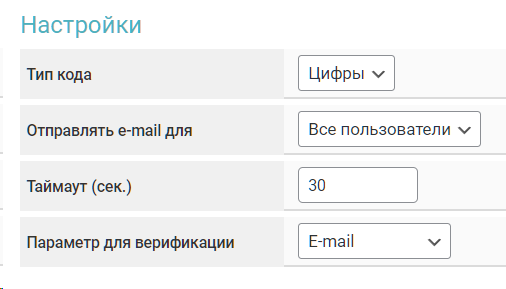 Настройки
Тип кода
Цифры
Отправлять e-mail для
Все пользователи
Таймаут (сек.)
30
Параметр для верификации
E-mail